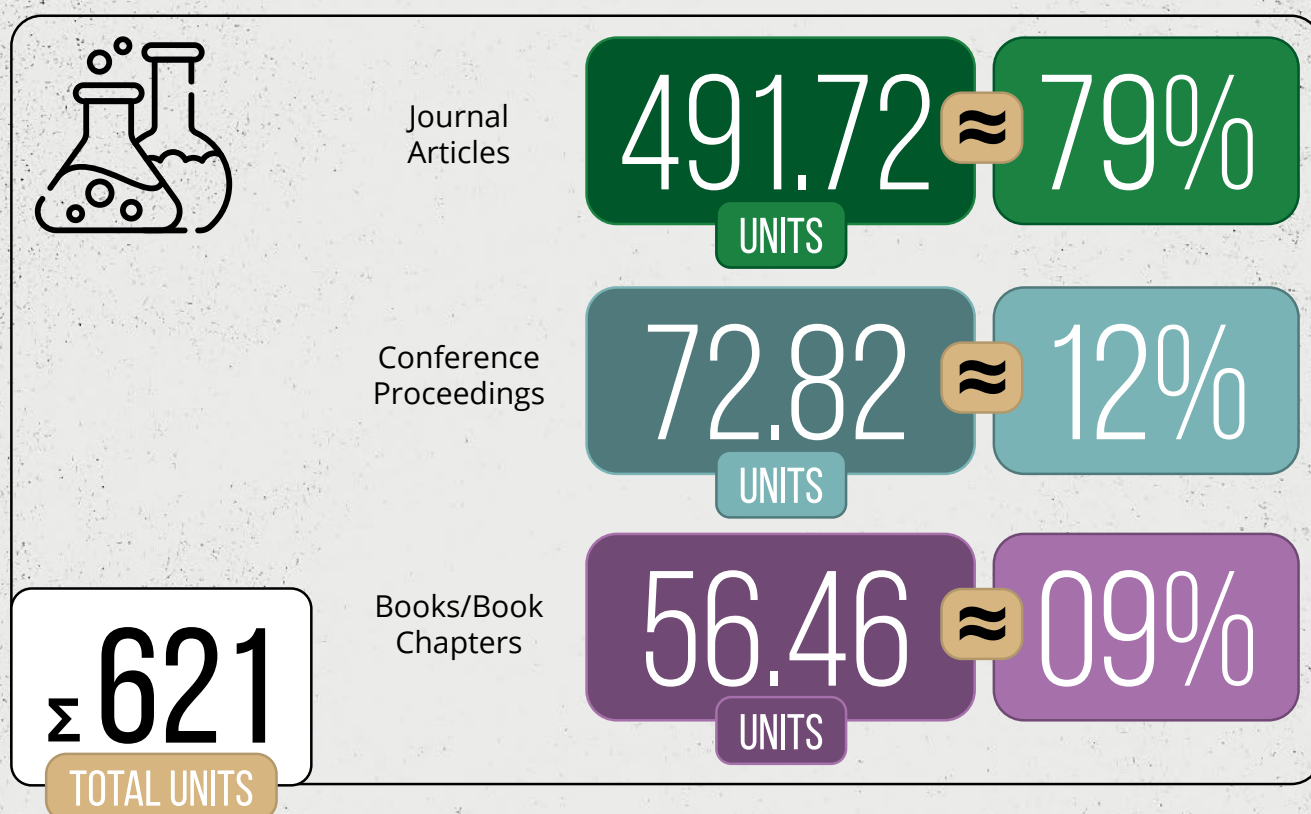 Journal
Articles
491.72 ≈ 79%
UNITS
Conference
Proceedings
72.82 ≈ 12%
UNITS
Books/Book
Chapters
56.46 ≈ 09%
UNITS
Σ 621
TOTAL UNITS